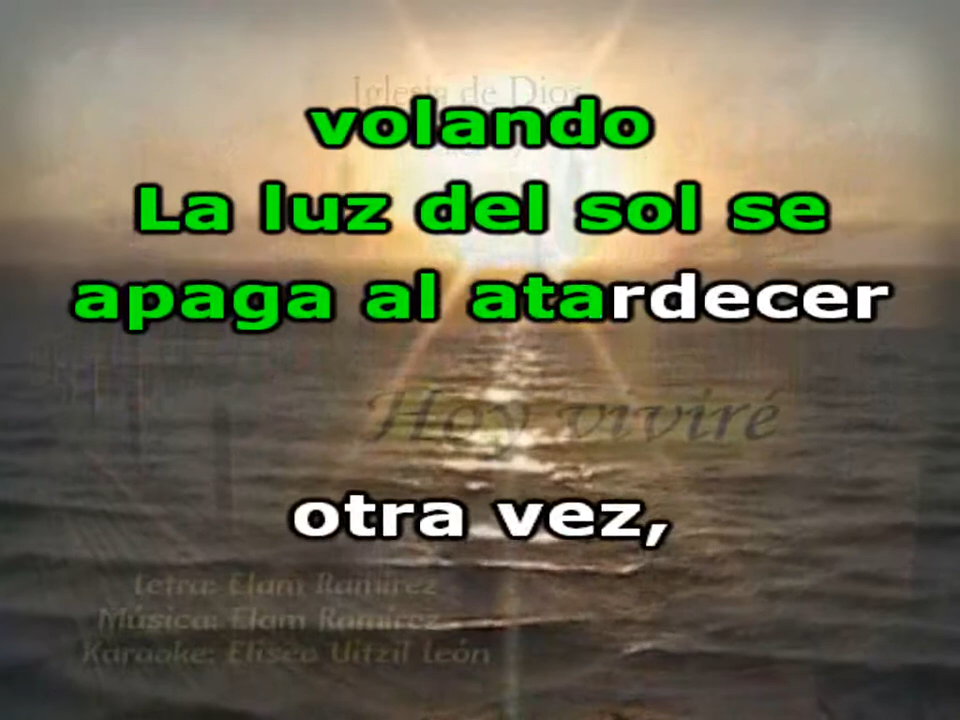 Iglesia de Dios
volando
La luz del sol se
apaga al atardecer
Hoy viviré
otra vez,
Letra: Elam Ramírez
Música: Elam Ramírez
Karaoke: Eliseo Uitzil León